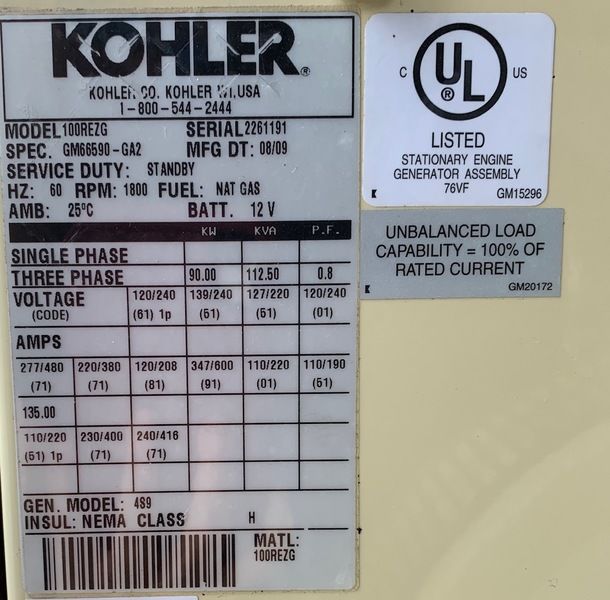 KOHLER®
KOHLER CO. KOHLER WI.USA
1-800-544-2444
MODEL 100REZG SERIAL 2261191
SPEC. GM66590-GA2 MFG DT: 08/09
SERVICE DUTY: STANDBY
HZ: 60 RPM: 1800 FUEL: NAT GAS
AMB: 25°C BATT. 12 V
KW KVA P.F.
SINGLE PHASE
THREE PHASE 90.00 112.50 0.8
VOLTAGE 120/240 139/240 127/220 120/240
(CODE) (61) 1p (51) (51) (01)
AMPS
277/480 220/380 120/208 347/600 110/220 110/190
(71) (71) (81) (91) (01) (51)
135.00
110/220 230/400 240/416
(51) 1p (71) (71)
GEN. MODEL: 4S9
INSUL: NEMA CLASS H
MATL:
100REZG
C UL® US
LISTED
STATIONARY ENGINE
GENERATOR ASSEMBLY
76VF
K GM15296
UNBALANCED LOAD
CAPABILITY = 100% OF
RATED CURRENT
K GM20172